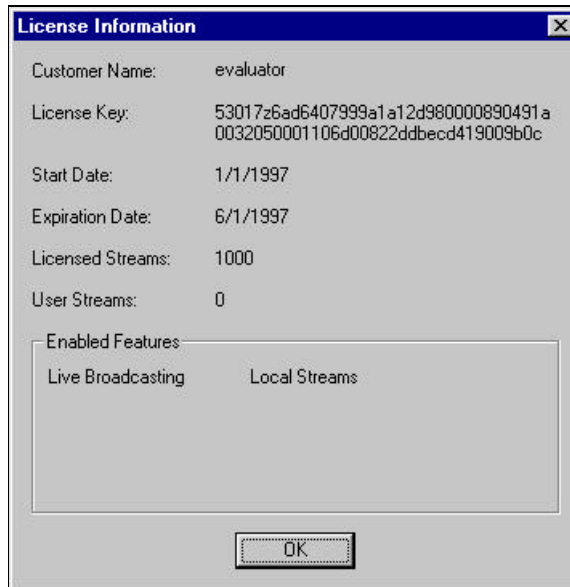 License Information
Customer Name: evaluator
License Key: 53017z6ad6407999a1a12d980000890491a
0032050001106d00822ddbecd419009b0c
Start Date: 1/1/1997
Expiration Date: 6/1/1997
Licensed Streams: 1000
User Streams: 0
Enabled Features
Live Broadcasting Local Streams
OK